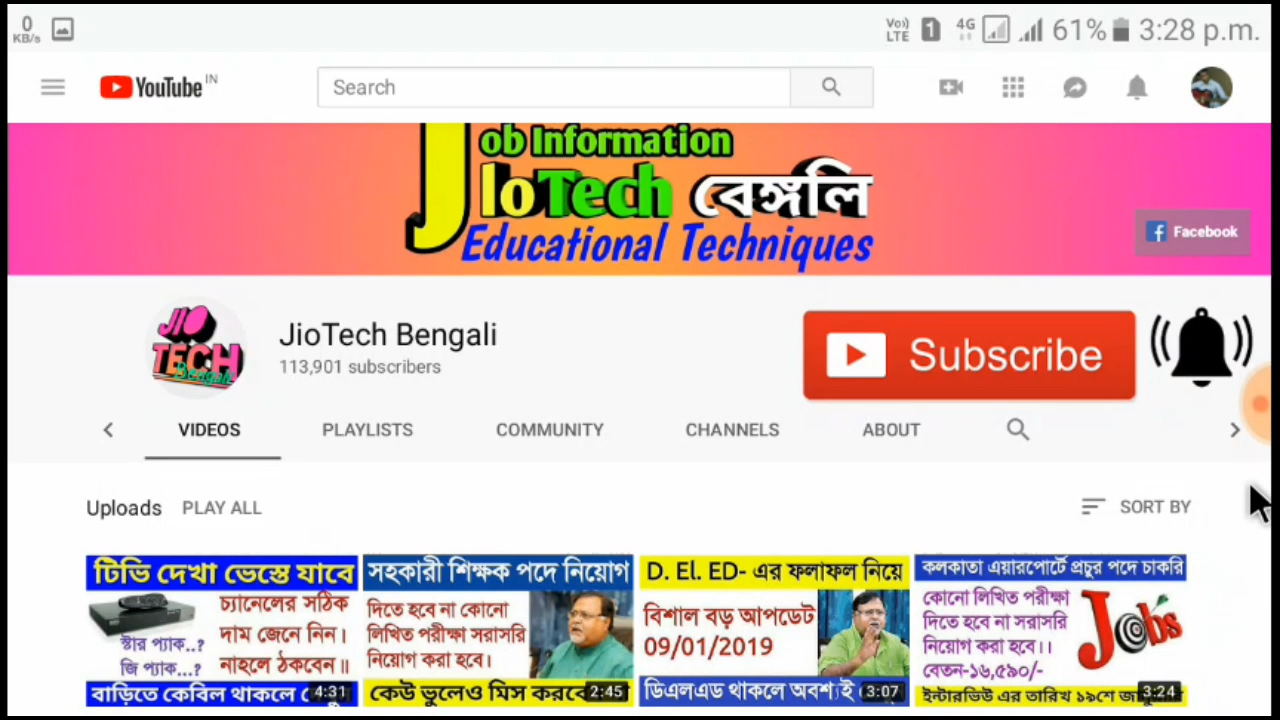 0
KB/s
Vo))
LTE
1
4G
61%
3:28 p.m.
YouTube IN
Search
Job Information
JioTech বেঙ্গলি
Educational Techniques
Facebook
JIO
TECH
Bengali
JioTech Bengali
113,901 subscribers
Subscribe
VIDEOS
PLAYLISTS
COMMUNITY
CHANNELS
ABOUT
Uploads
PLAY ALL
SORT BY
টিভি দেখা ভেস্তে যাবে
চ্যানেলের সঠিক
দাম জেনে নিন।
নাহলে ঠকবেন॥
স্টার প্যাক..?
জি প্যাক...?
বাড়িতে কেবিল থাকলে
4:31
সহকারী শিক্ষক পদে নিয়োগ
দিতে হবে না কোনো
লিখিত পরীক্ষা সরাসরি
নিয়োগ করা হবে।
কেউ ভুলেও মিস করবে
2:45
D. El. ED- এর ফলাফল নিয়ে
বিশাল বড় আপডেট
09/01/2019
ডিএলএড থাকলে অবশ্যই
3:07
কলকাতা এয়ারপোর্টে প্রচুর পদে চাকরি
কোনো লিখিত পরীক্ষা
দিতে হবে না সরাসরি
নিয়োগ করা হবে।।
বেতন-১৬,৫৯০/-
Jobs
ইন্টারভিউ এর তারিখ ১৯শে
3:24